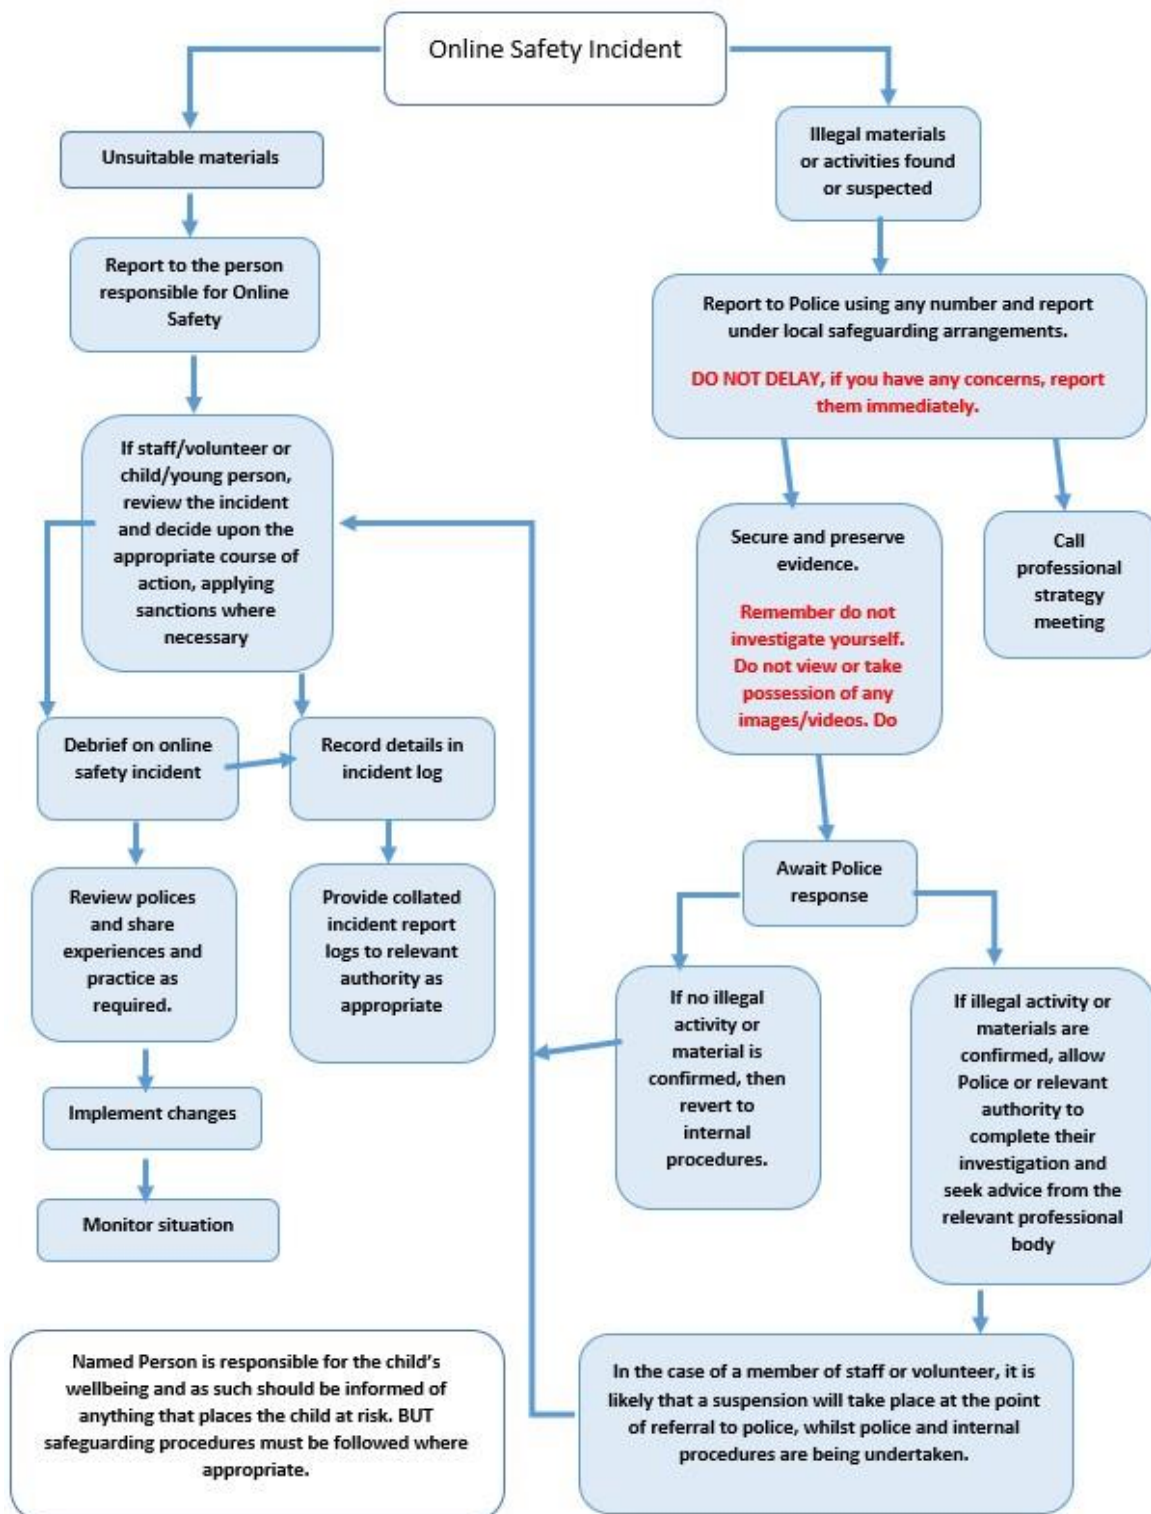 Online Safety Incident
Unsuitable materials
Report to the person
responsible for Online
Safety
If staff/volunteer or
child/young person,
review the incident
and decide upon the
appropriate course of
action, applying
sanctions where
necessary
Debrief on online
safety incident
Record details in
incident log
Review polices
and share
experiences and
practice as
required.
Provide collated
incident report
logs to relevant
authority as
appropriate
Implement changes
Monitor situation
Illegal materials
or activities found
or suspected
Report to Police using any number and report
under local safeguarding arrangements.
DO NOT DELAY, if you have any concerns, report
them immediately.
Secure and preserve
evidence.
Remember do not
investigate yourself.
Do not view or take
possession of any
images/videos. Do
Call
professional
strategy
meeting
Await Police
response
If no illegal
activity or
material is
confirmed, then
revert to
internal
procedures.
If illegal activity or
materials are
confirmed, allow
Police or relevant
authority to
complete their
investigation and
seek advice from the
relevant professional
body
In the case of a member of staff or volunteer, it is
likely that a suspension will take place at the point
of referral to police, whilst police and internal
procedures are being undertaken.
Named Person is responsible for the child’s
wellbeing and as such should be informed of
anything that places the child at risk. BUT
safeguarding procedures must be followed where
appropriate.